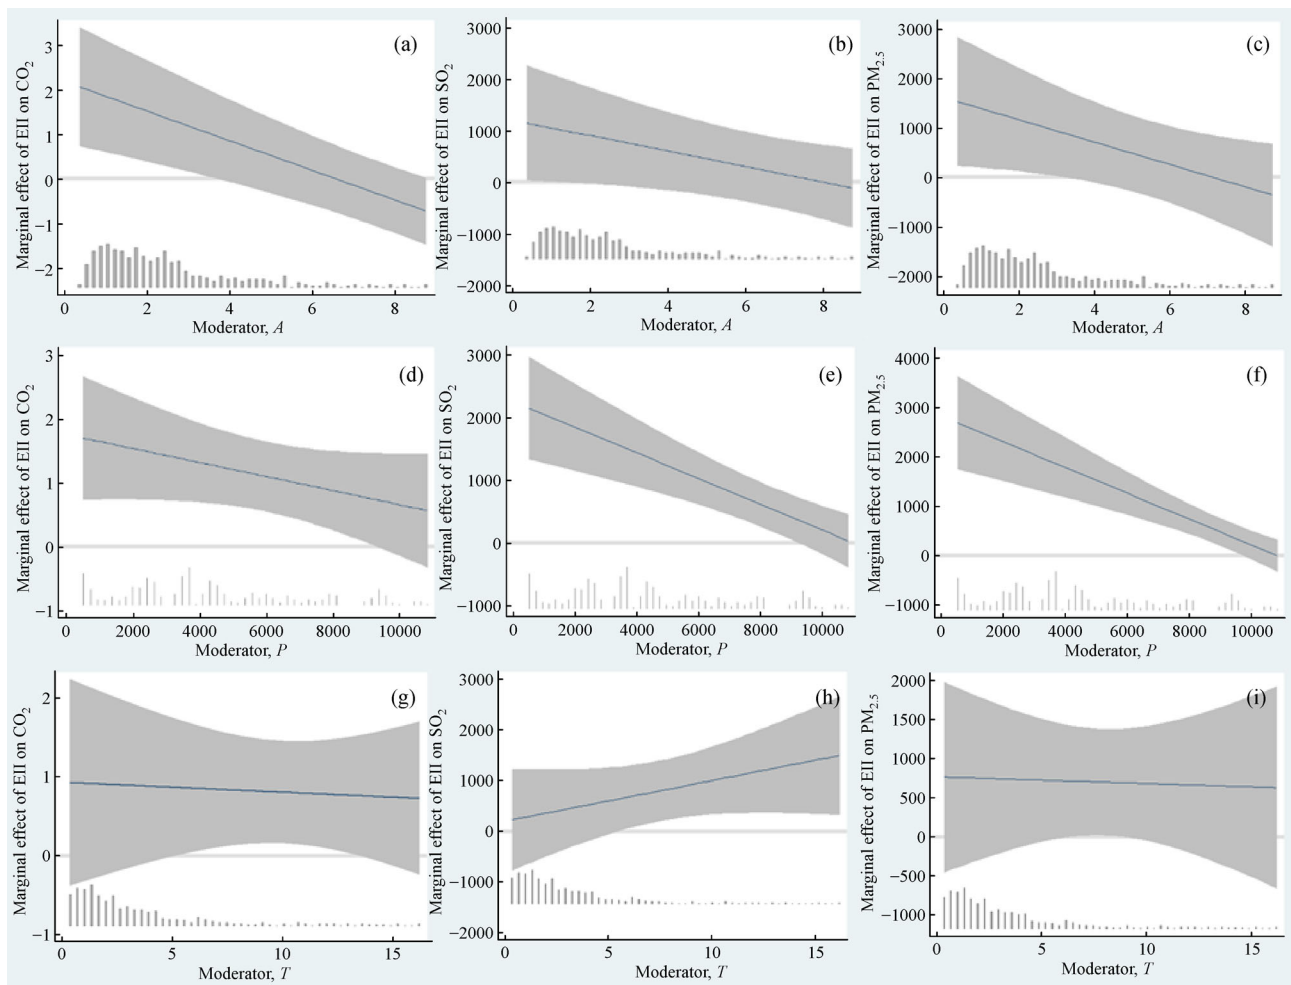 (a)
Marginal effect of EII on CO2
3
2
1
0
−1
−2
0 2 4 6 8
Moderator, A
(b)
Marginal effect of EII on SO2
3000
2000
1000
0
−1000
−2000
0 2 4 6 8
Moderator, A
(c)
Marginal effect of EII on PM2.5
3000
2000
1000
0
−1000
−2000
0 2 4 6 8
Moderator, A
(d)
Marginal effect of EII on CO2
3
2
1
0
−1
0 2000 4000 6000 8000 10000
Moderator, P
(e)
Marginal effect of EII on SO2
3000
2000
1000
0
−1000
0 2000 4000 6000 8000 10000
Moderator, P
(f)
Marginal effect of EII on PM2.5
4000
3000
2000
1000
0
−1000
0 2000 4000 6000 8000 10000
Moderator, P
(g)
Marginal effect of EII on CO2
2
1
0
−1
0 5 10 15
Moderator, T
(h)
Marginal effect of EII on SO2
3000
2000
1000
0
−1000
−2000
0 5 10 15
Moderator, T
(i)
Marginal effect of EII on PM2.5
2000
1500
1000
500
0
−500
−1000
0 5 10 15
Moderator, T